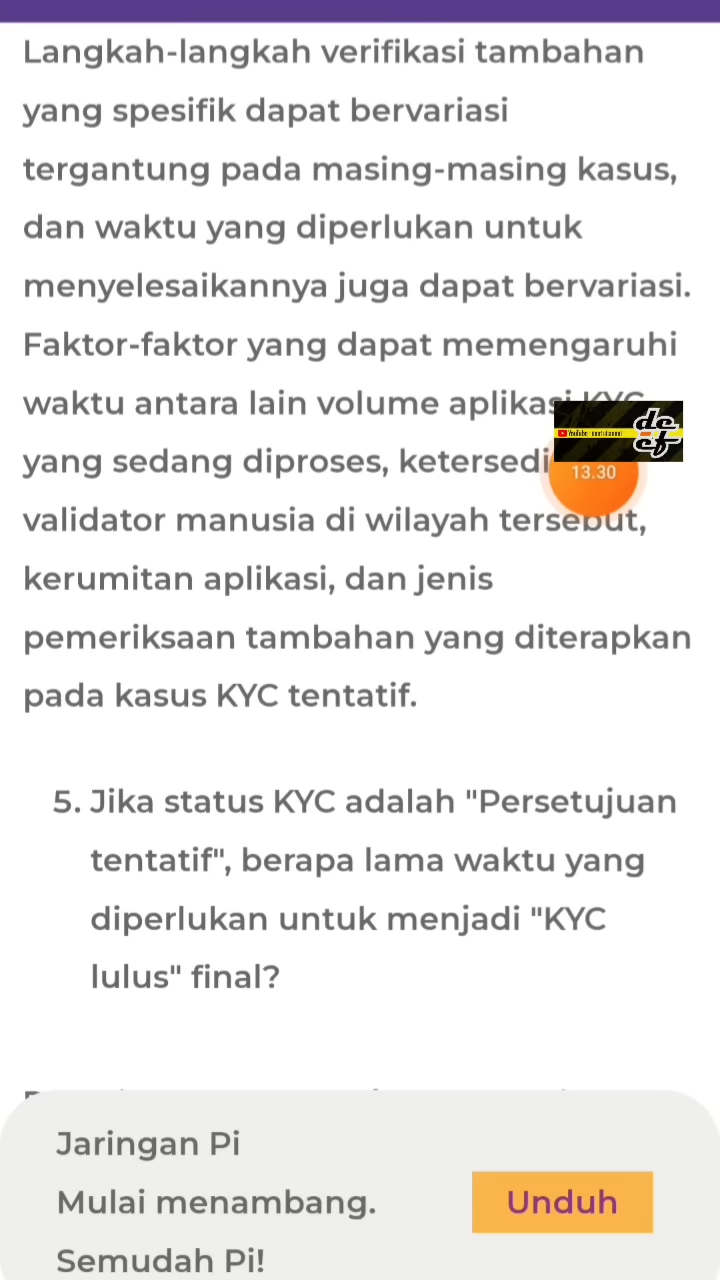 Langkah-langkah verifikasi tambahan
yang spesifik dapat bervariasi
tergantung pada masing-masing kasus,
dan waktu yang diperlukan untuk
menyelesaikannya juga dapat bervariasi.
Faktor-faktor yang dapat memengaruhi
waktu antara lain volume aplikasi KYC
de
YouTube
ef
yang sedang diproses,
13.30
validator manusia di wilayah tersebut,
kerumitan aplikasi, dan jenis
pemeriksaan tambahan yang diterapkan
pada kasus KYC tentatif.
5. Jika status KYC adalah "Persetujuan
tentatif", berapa lama waktu yang
diperlukan untuk menjadi "KYC
lulus" final?
Jaringan Pi
Mulai menambang.
Unduh
Semudah Pi!